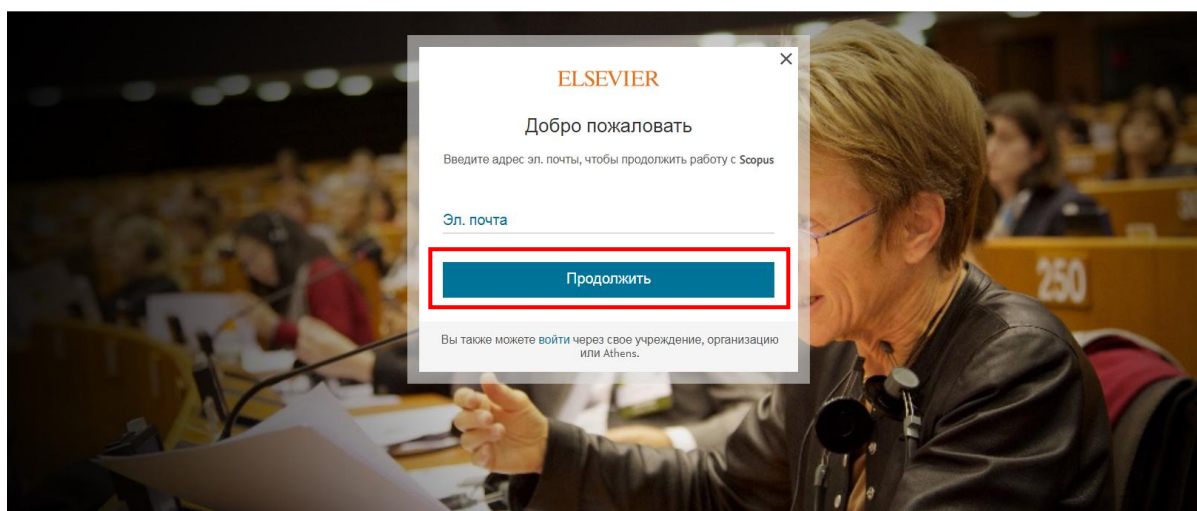 ELSEVIER
Добро пожаловать
Введите адрес эл. почты, чтобы продолжить работу с Scopus
Эл. почта
Продолжить
Вы также можете войти через свое учреждение, организацию
или Athens.
250